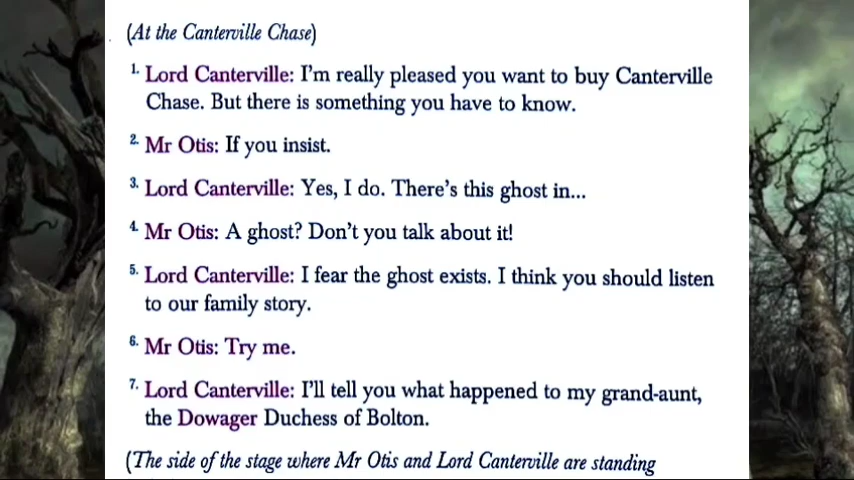 (At the Canterville Chase)
1. Lord Canterville: I'm really pleased you want to buy Canterville
Chase. But there is something you have to know.
2. Mr Otis: If you insist.
3. Lord Canterville: Yes, I do. There's this ghost in...
4. Mr Otis: A ghost? Don't you talk about it!
5. Lord Canterville: I fear the ghost exists. I think you should listen
to our family story.
6. Mr Otis: Try me.
7. Lord Canterville: I'll tell you what happened to my grand-aunt,
the Dowager Duchess of Bolton.
(The side of the stage where Mr Otis and Lord Canterville are standing